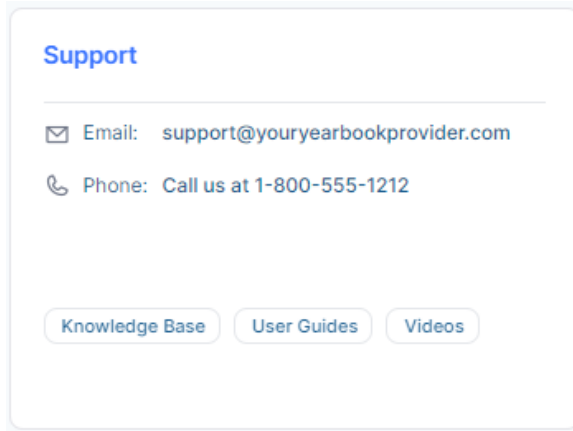 Support
Email: support@youryearbookprovider.com
Phone: Call us at 1-800-555-1212
Knowledge Base User Guides Videos